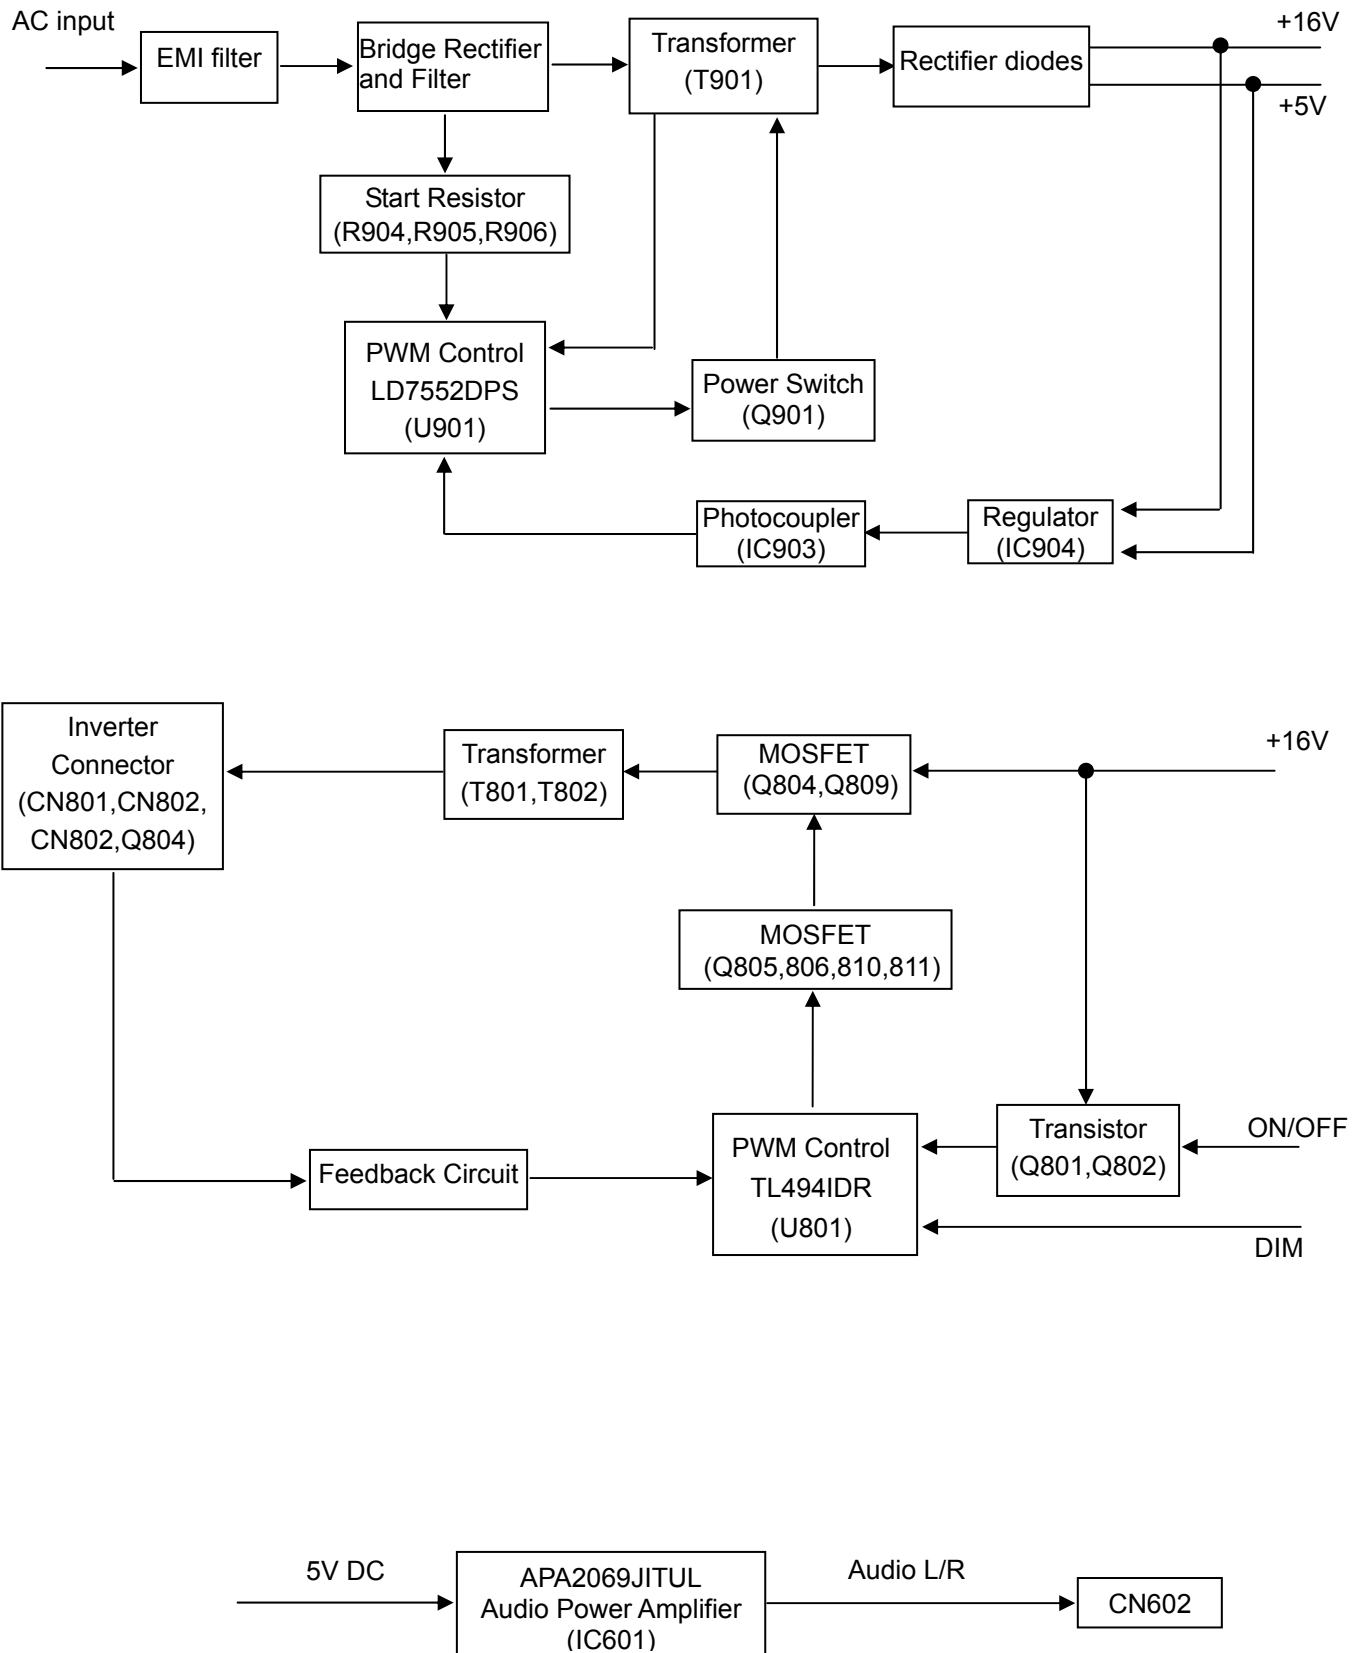 AC input
EMI filter
Bridge Rectifier
and Filter
Transformer
(T901)
Rectifier diodes
+16V
+5V
Start Resistor
(R904,R905,R906)
PWM Control
LD7552DPS
(U901)
Power Switch
(Q901)
Photocoupler
(IC903)
Regulator
(IC904)
Inverter
Connector
(CN801,CN802,
CN802,Q804)
Transformer
(T801,T802)
MOSFET
(Q804,Q809)
+16V
MOSFET
(Q805,806,810,811)
Feedback Circuit
PWM Control
TL494IDR
(U801)
Transistor
(Q801,Q802)
ON/OFF
DIM
5V DC
APA2069JITUL
Audio Power Amplifier
(IC601)
Audio L/R
CN602